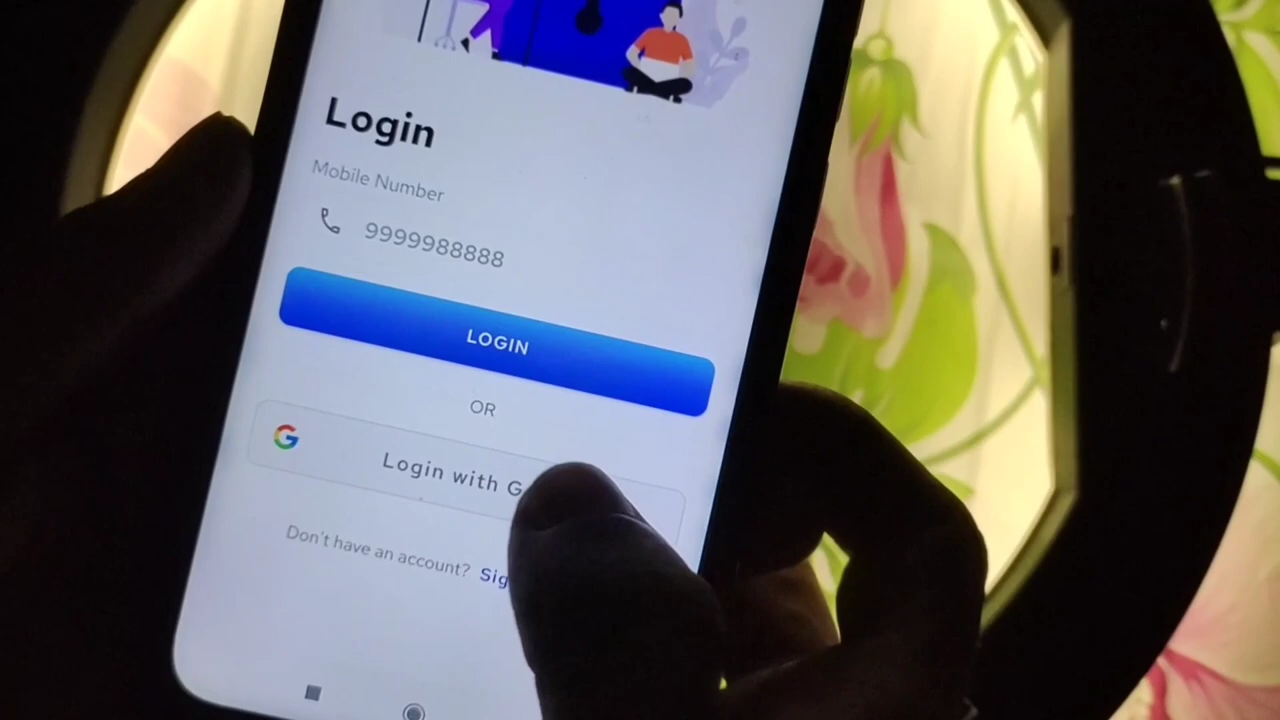 Login
Mobile Number
9999988888
LOGIN
OR
Login with G
Don't have an account? Sig